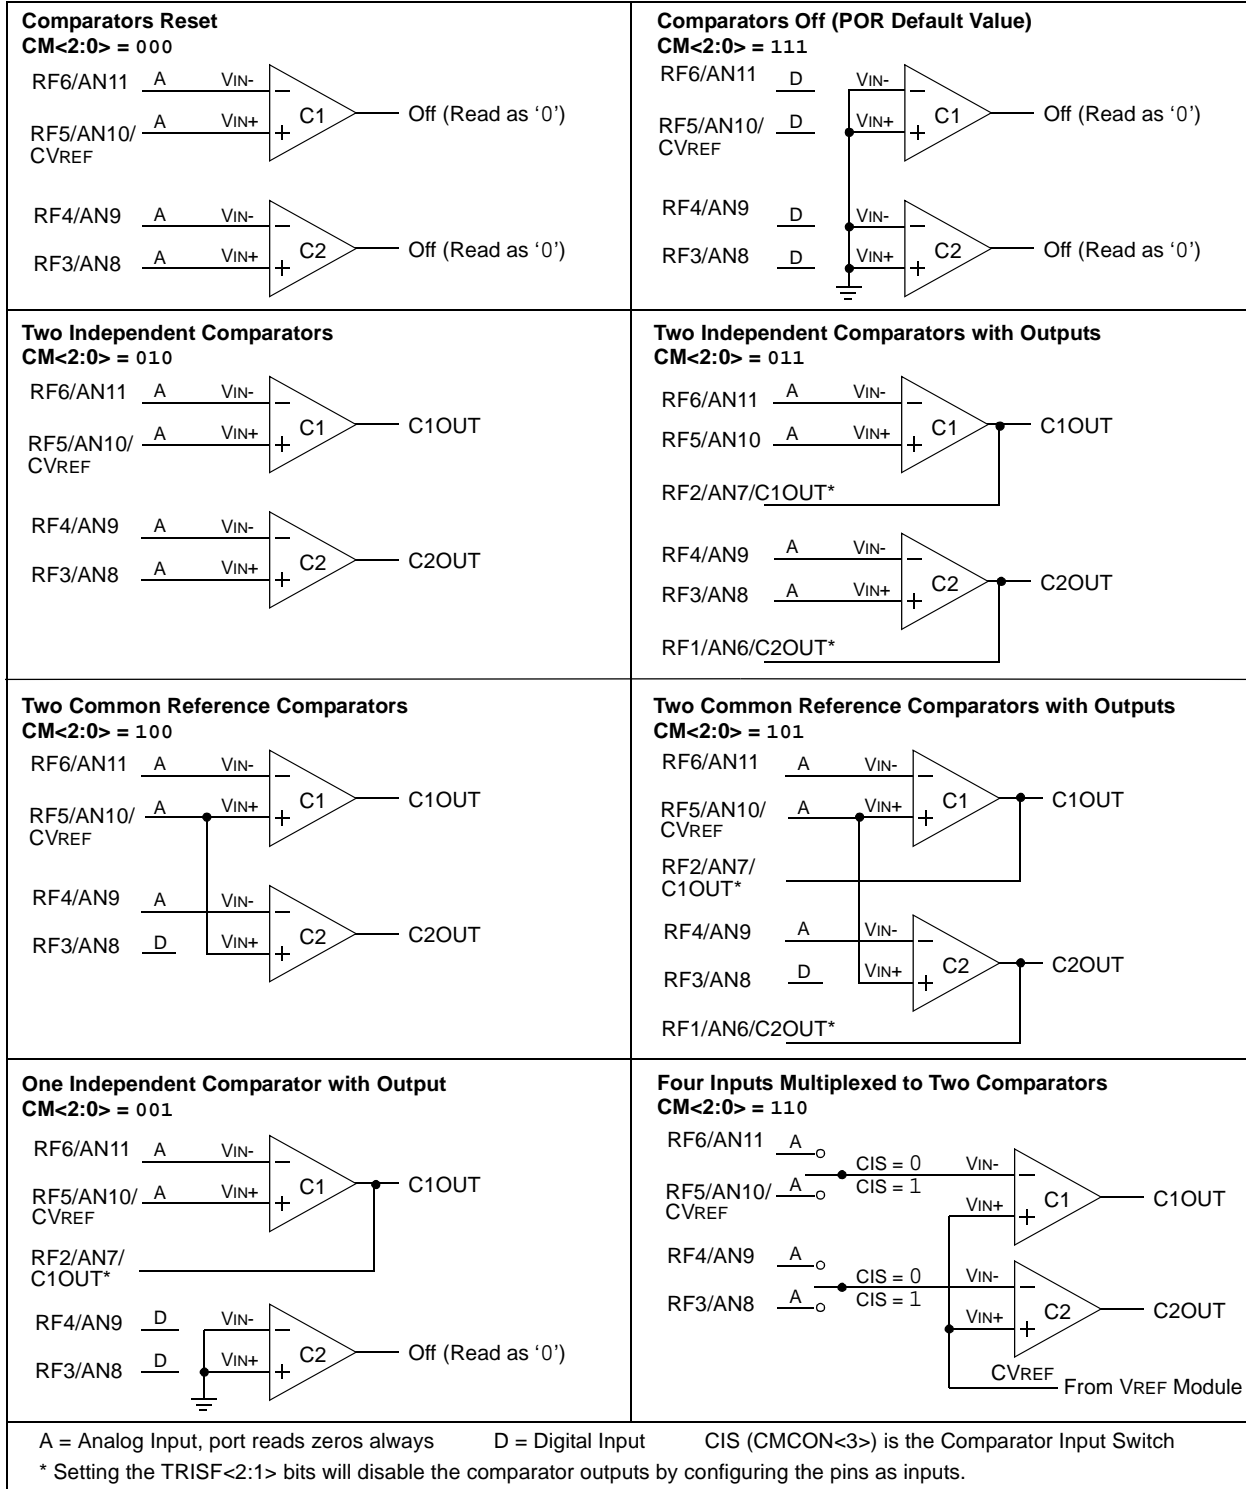 Comparators Reset
CM<2:0> = 000
RF6/AN11 A VIN-
C1 Off (Read as ‘0’)
RF5/AN10/ A VIN+
CVREF
RF4/AN9 A VIN-
C2 Off (Read as ‘0’)
RF3/AN8 A VIN+
Comparators Off (POR Default Value)
CM<2:0> = 111
RF6/AN11 D VIN-
C1 Off (Read as ‘0’)
RF5/AN10/ D VIN+
CVREF
RF4/AN9 D VIN-
C2 Off (Read as ‘0’)
RF3/AN8 D VIN+
Two Independent Comparators
CM<2:0> = 010
RF6/AN11 A VIN-
C1 C1OUT
RF5/AN10/ A VIN+
CVREF
RF4/AN9 A VIN-
C2 C2OUT
RF3/AN8 A VIN+
Two Independent Comparators with Outputs
CM<2:0> = 011
RF6/AN11 A VIN-
C1 C1OUT
RF5/AN10 A VIN+
RF2/AN7/C1OUT*
RF4/AN9 A VIN-
C2 C2OUT
RF3/AN8 A VIN+
RF1/AN6/C2OUT*
Two Common Reference Comparators
CM<2:0> = 100
RF6/AN11 A VIN-
C1 C1OUT
RF5/AN10/ A VIN+
CVREF
RF4/AN9 A VIN-
C2 C2OUT
RF3/AN8 D VIN+
Two Common Reference Comparators with Outputs
CM<2:0> = 101
RF6/AN11 A VIN-
C1 C1OUT
RF5/AN10/ A VIN+
CVREF
RF2/AN7/
C1OUT*
RF4/AN9 A VIN-
C2 C2OUT
RF3/AN8 D VIN+
RF1/AN6/C2OUT*
One Independent Comparator with Output
CM<2:0> = 001
RF6/AN11 A VIN-
C1 C1OUT
RF5/AN10/ A VIN+
CVREF
RF2/AN7/
C1OUT*
RF4/AN9 D VIN-
C2 Off (Read as ‘0’)
RF3/AN8 D VIN+
Four Inputs Multiplexed to Two Comparators
CM<2:0> = 110
RF6/AN11 A
CIS = 0 VIN-
RF5/AN10/ A CIS = 1
CVREF
VIN+ C1 C1OUT
RF4/AN9 A
CIS = 0 VIN-
RF3/AN8 A CIS = 1
VIN+ C2 C2OUT
CVREF
From VREF Module
A = Analog Input, port reads zeros always D = Digital Input CIS (CMCON<3>) is the Comparator Input Switch
* Setting the TRISF<2:1> bits will disable the comparator outputs by configuring the pins as inputs.